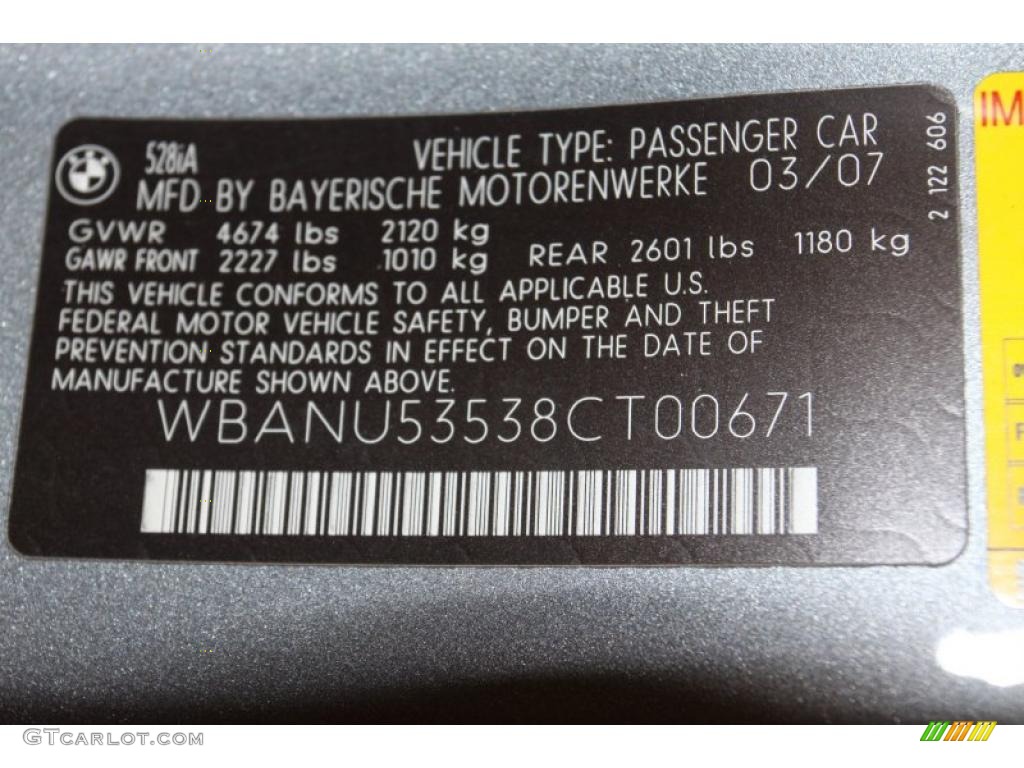 528iA
VEHICLE TYPE: PASSENGER CAR
MFD. BY BAYERISCHE MOTORENWERKE 03/07
GVWR 4674 lbs 2120 kg
GAWR FRONT 2227 lbs 1010 kg REAR 2601 lbs 1180 kg
THIS VEHICLE CONFORMS TO ALL APPLICABLE U.S.
FEDERAL MOTOR VEHICLE SAFETY, BUMPER AND THEFT
PREVENTION STANDARDS IN EFFECT ON THE DATE OF
MANUFACTURE SHOWN ABOVE.
WBANU53538CT00671
2 122 606
IM
GTCarLot.com